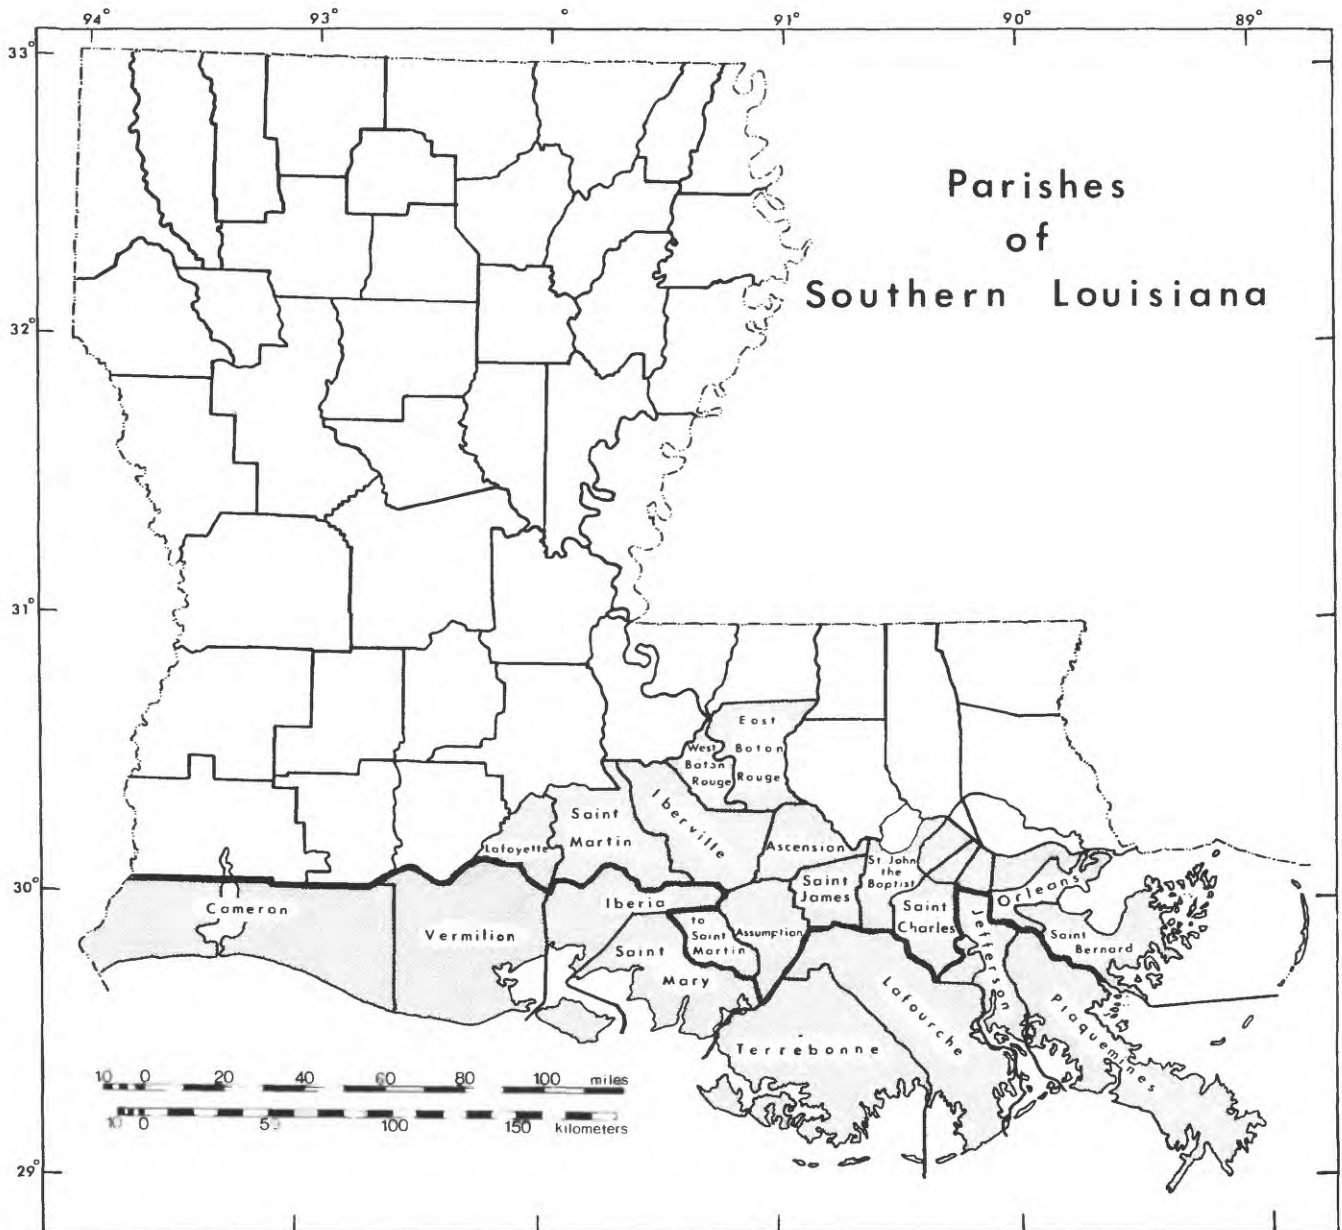 94° 93° ° 91° 90° 89°
33°
Parishes
of
Southern Louisiana
32°
31°
East
Baton
Rouge
West
Baton
Rouge
Iberville
Saint
Martin
Lafayette
Ascension
St. John
the
Baptist
Saint
James
30°
Cameron
Vermilion
Iberia
to
Saint
Martin
Assumption
Saint
Charles
Jefferson
Orleans
Saint
Bernard
Saint
Mary
Lafourche
Plaquemines
Terrebonne
10 0 20 40 60 80 100 miles
10 0 50 100 150 kilometers
29°